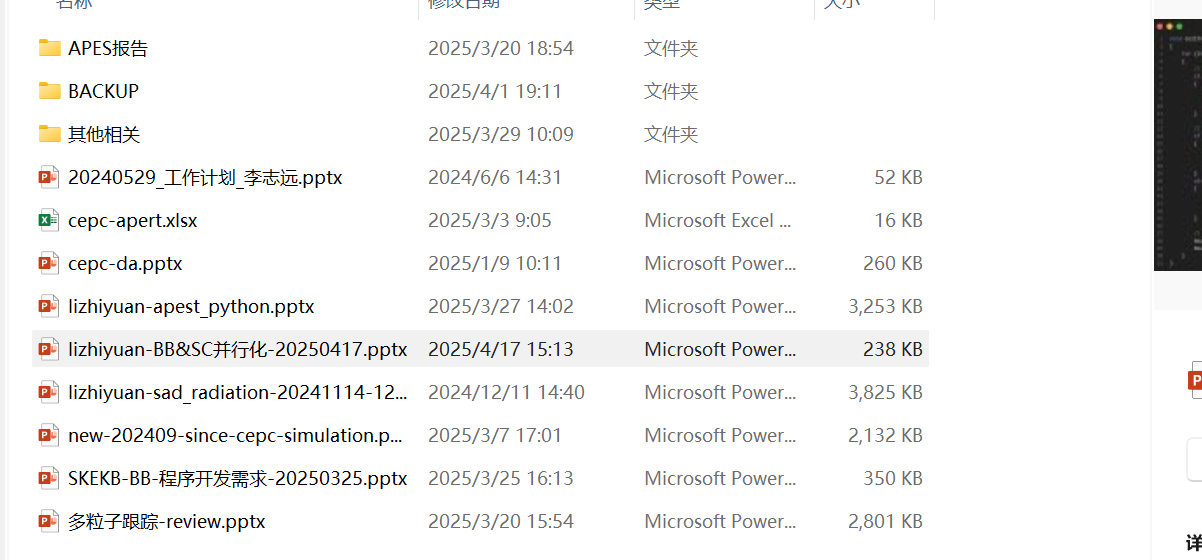 名称 修改日期 类型 大小
APES报告 2025/3/20 18:54 文件夹
BACKUP 2025/4/1 19:11 文件夹
其他相关 2025/3/29 10:09 文件夹
20240529_工作计划_李志远.pptx 2024/6/6 14:31 Microsoft Power... 52 KB
cepc-apert.xlsx 2025/3/3 9:05 Microsoft Excel ... 16 KB
cepc-da.pptx 2025/1/9 10:11 Microsoft Power... 260 KB
lizhiyuan-apest_python.pptx 2025/3/27 14:02 Microsoft Power... 3,253 KB
lizhiyuan-BB&SC并行化-20250417.pptx 2025/4/17 15:13 Microsoft Power... 238 KB
lizhiyuan-sad_radiation-20241114-12... 2024/12/11 14:40 Microsoft Power... 3,825 KB
new-202409-since-cepc-simulation.p... 2025/3/7 17:01 Microsoft Power... 2,132 KB
SKEKB-BB-程序开发需求-20250325.pptx 2025/3/25 16:13 Microsoft Power... 350 KB
多粒子跟踪-review.pptx 2025/3/20 15:54 Microsoft Power... 2,801 KB
详